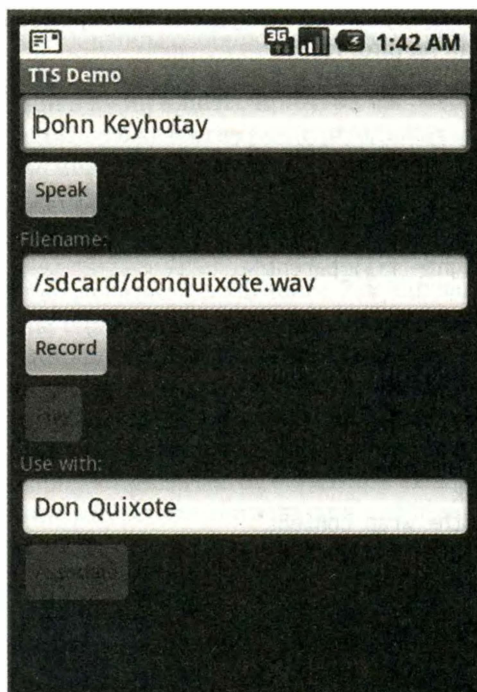 3G 1:42 AM
TTS Demo
Dohn Keyhotay
Speak
Filename:
/sdcard/donquixote.wav
Record
Use with:
Don Quixote